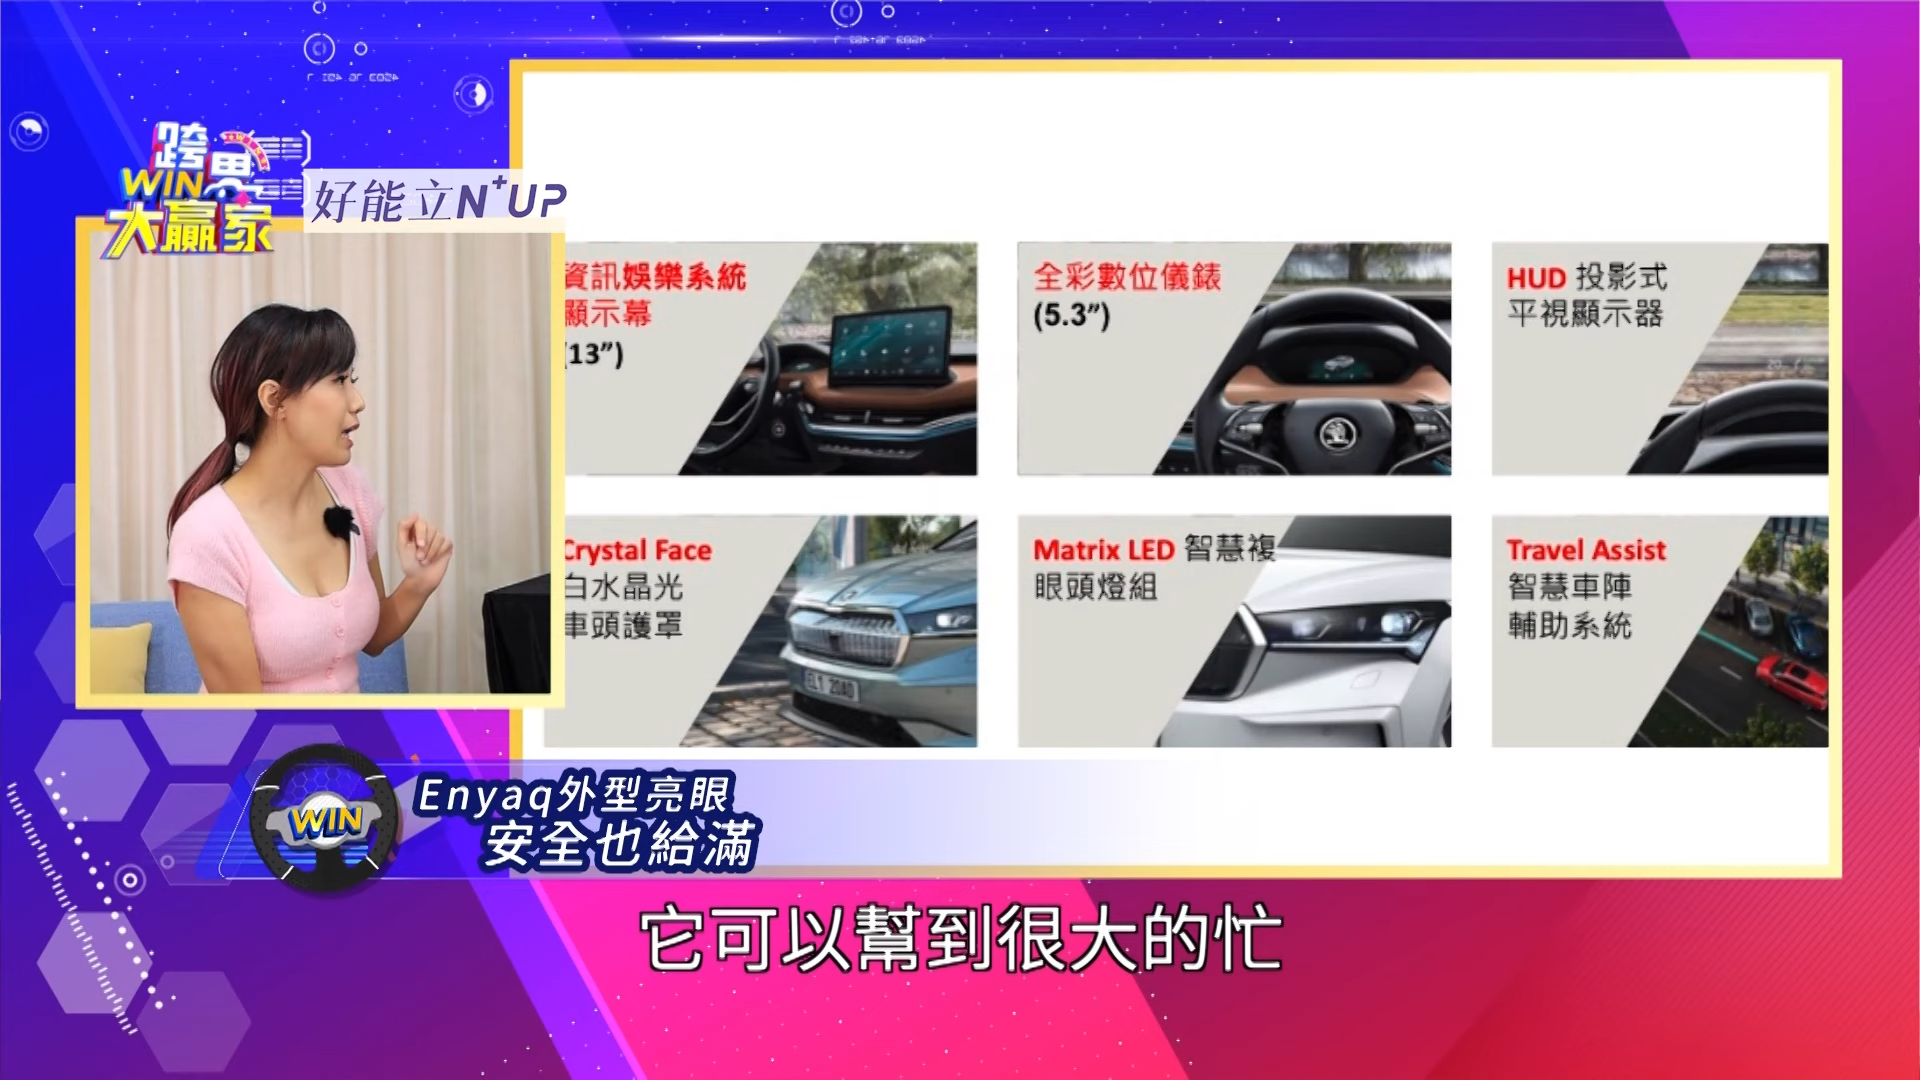 跨界
WIN
大贏家
好能立N⁺UP
資訊娛樂系統
顯示幕
(13”)
全彩數位儀錶
(5.3”)
HUD 投影式
平視顯示器
Crystal Face
白水晶光
車頭護罩
Matrix LED 智慧複
眼頭燈組
Travel Assist
智慧車陣
輔助系統
WIN
Enyaq外型亮眼
安全也給滿
它可以幫到很大的忙